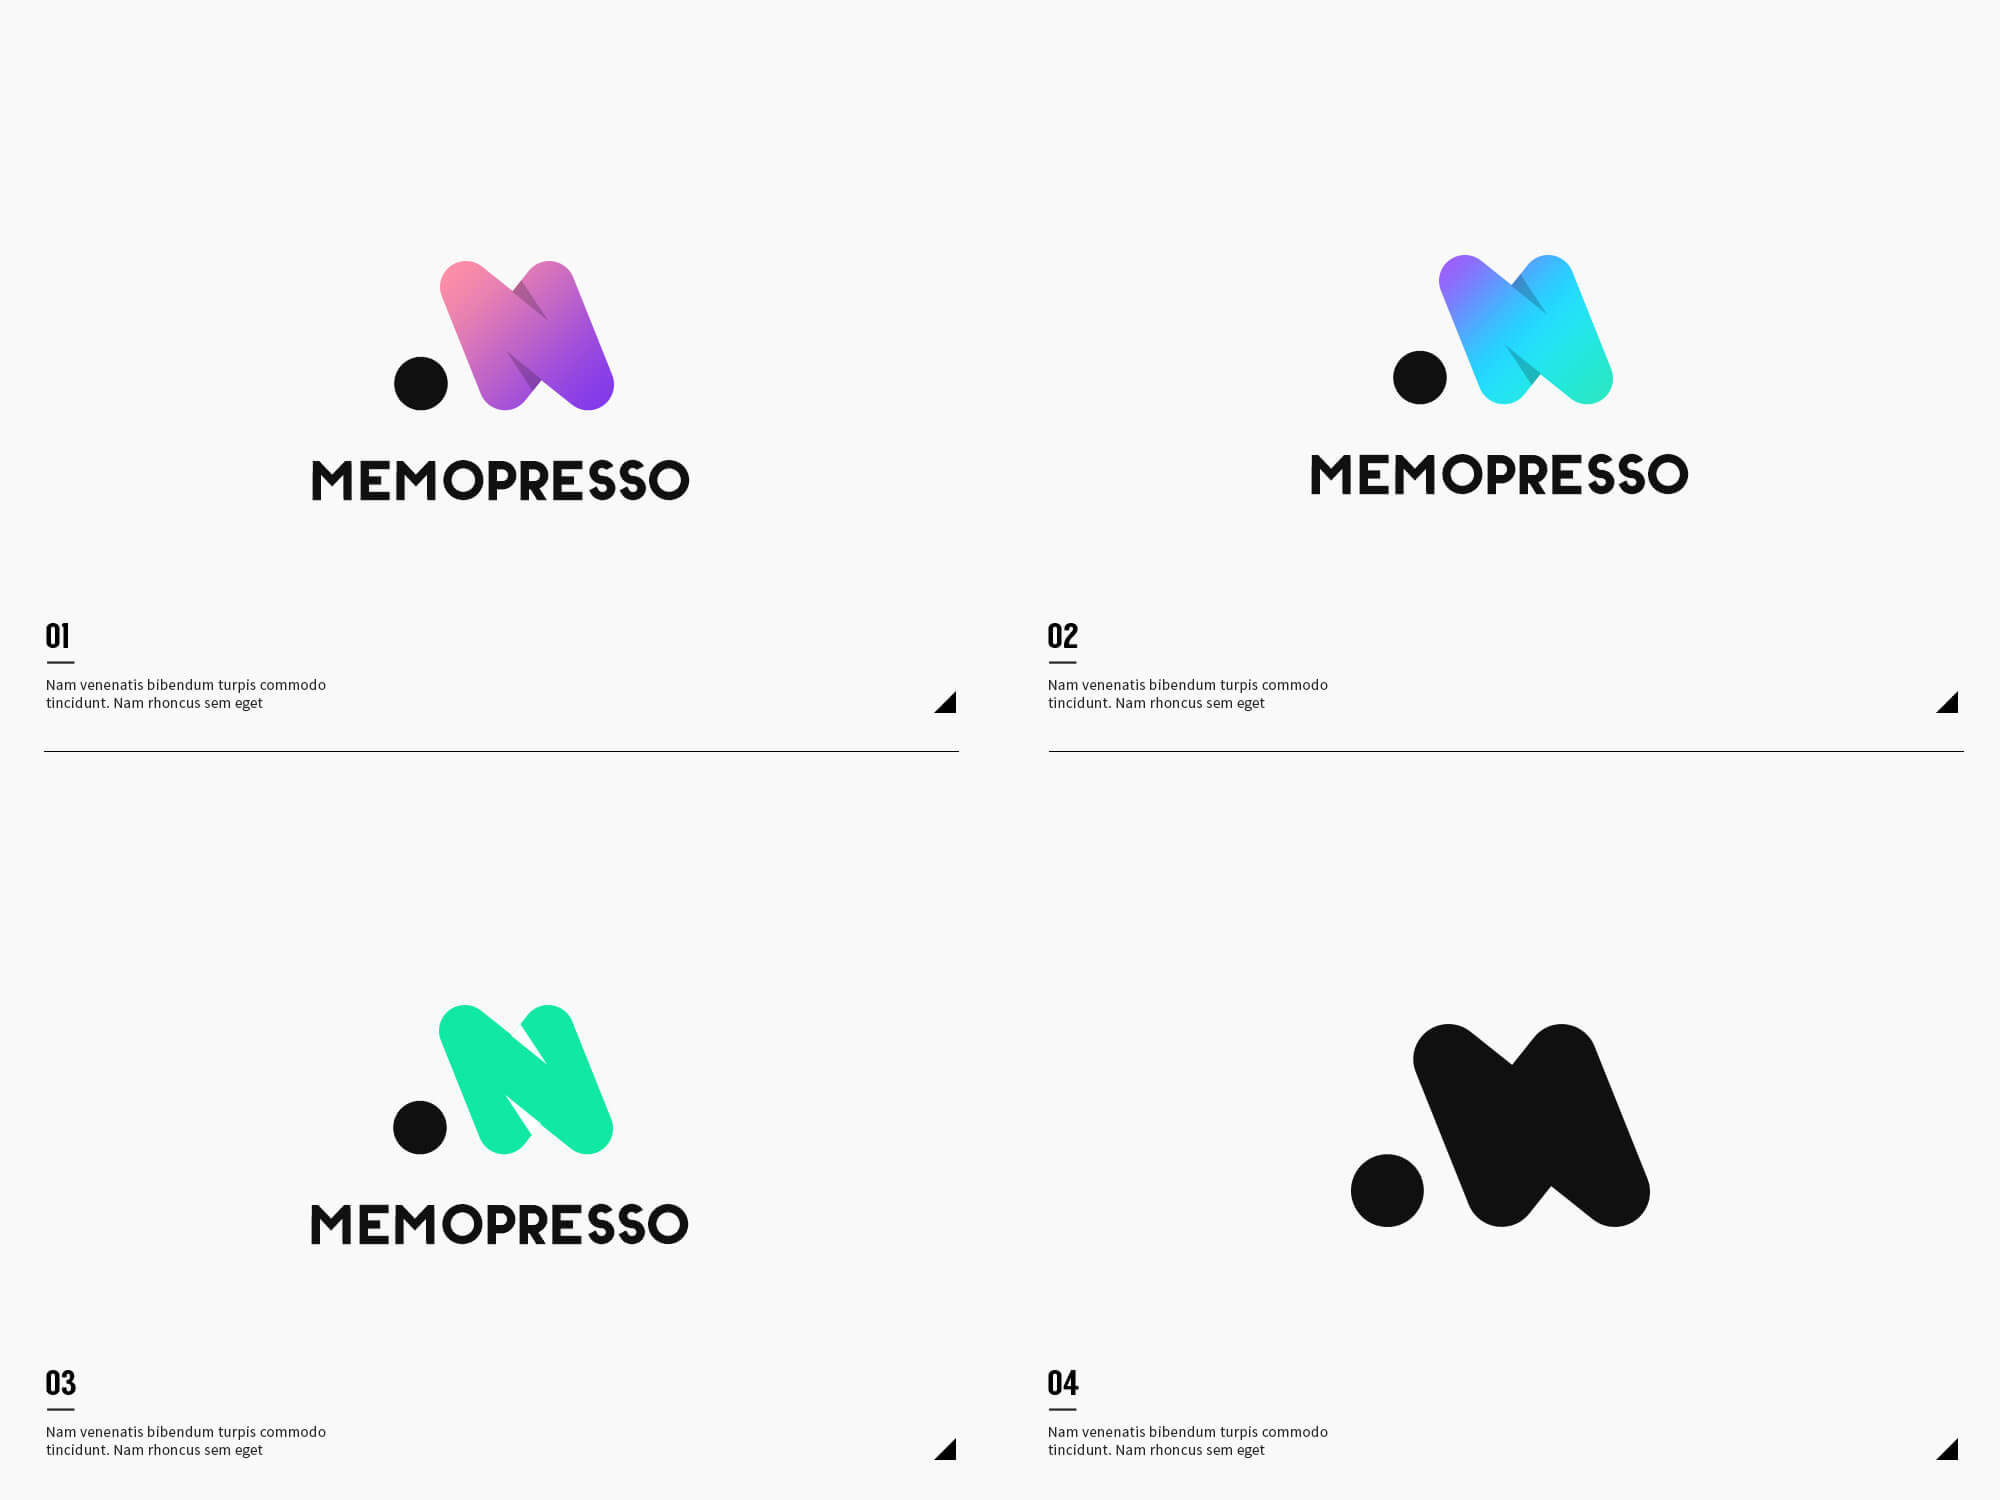 MEMOPRESSO
01
Nam venenatis bibendum turpis commodo
tincidunt. Nam rhoncus sem eget
MEMOPRESSO
02
Nam venenatis bibendum turpis commodo
tincidunt. Nam rhoncus sem eget
MEMOPRESSO
03
Nam venenatis bibendum turpis commodo
tincidunt. Nam rhoncus sem eget
04
Nam venenatis bibendum turpis commodo
tincidunt. Nam rhoncus sem eget